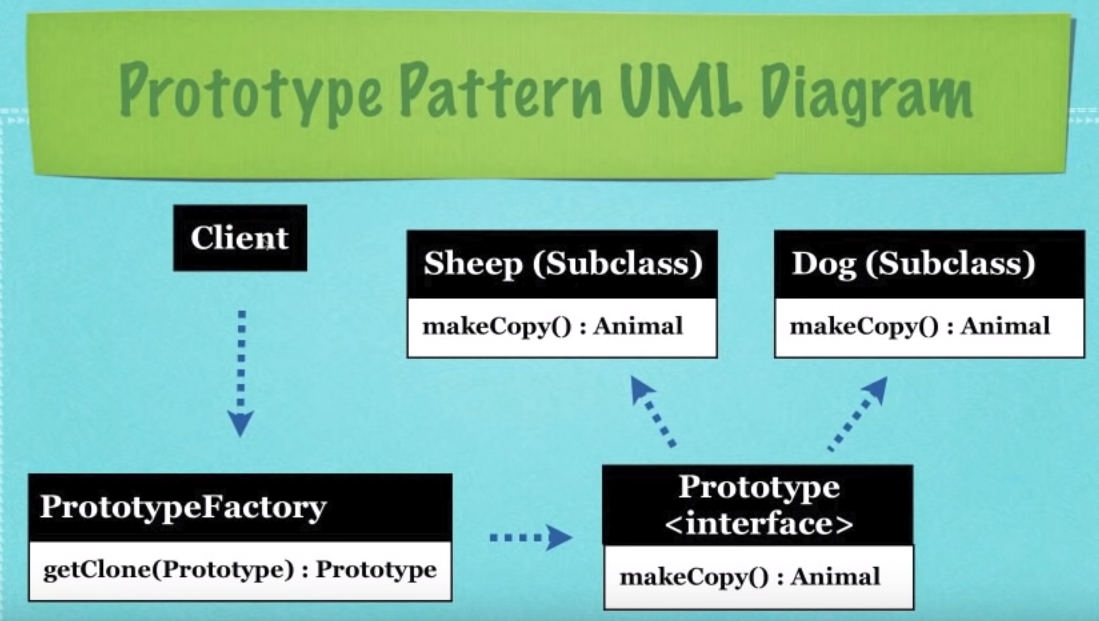 Prototype Pattern UML Diagram
Client
Sheep (Subclass)
makeCopy() : Animal
Dog (Subclass)
makeCopy() : Animal
PrototypeFactory
getClone(Prototype) : Prototype
Prototype
<interface>
makeCopy() : Animal